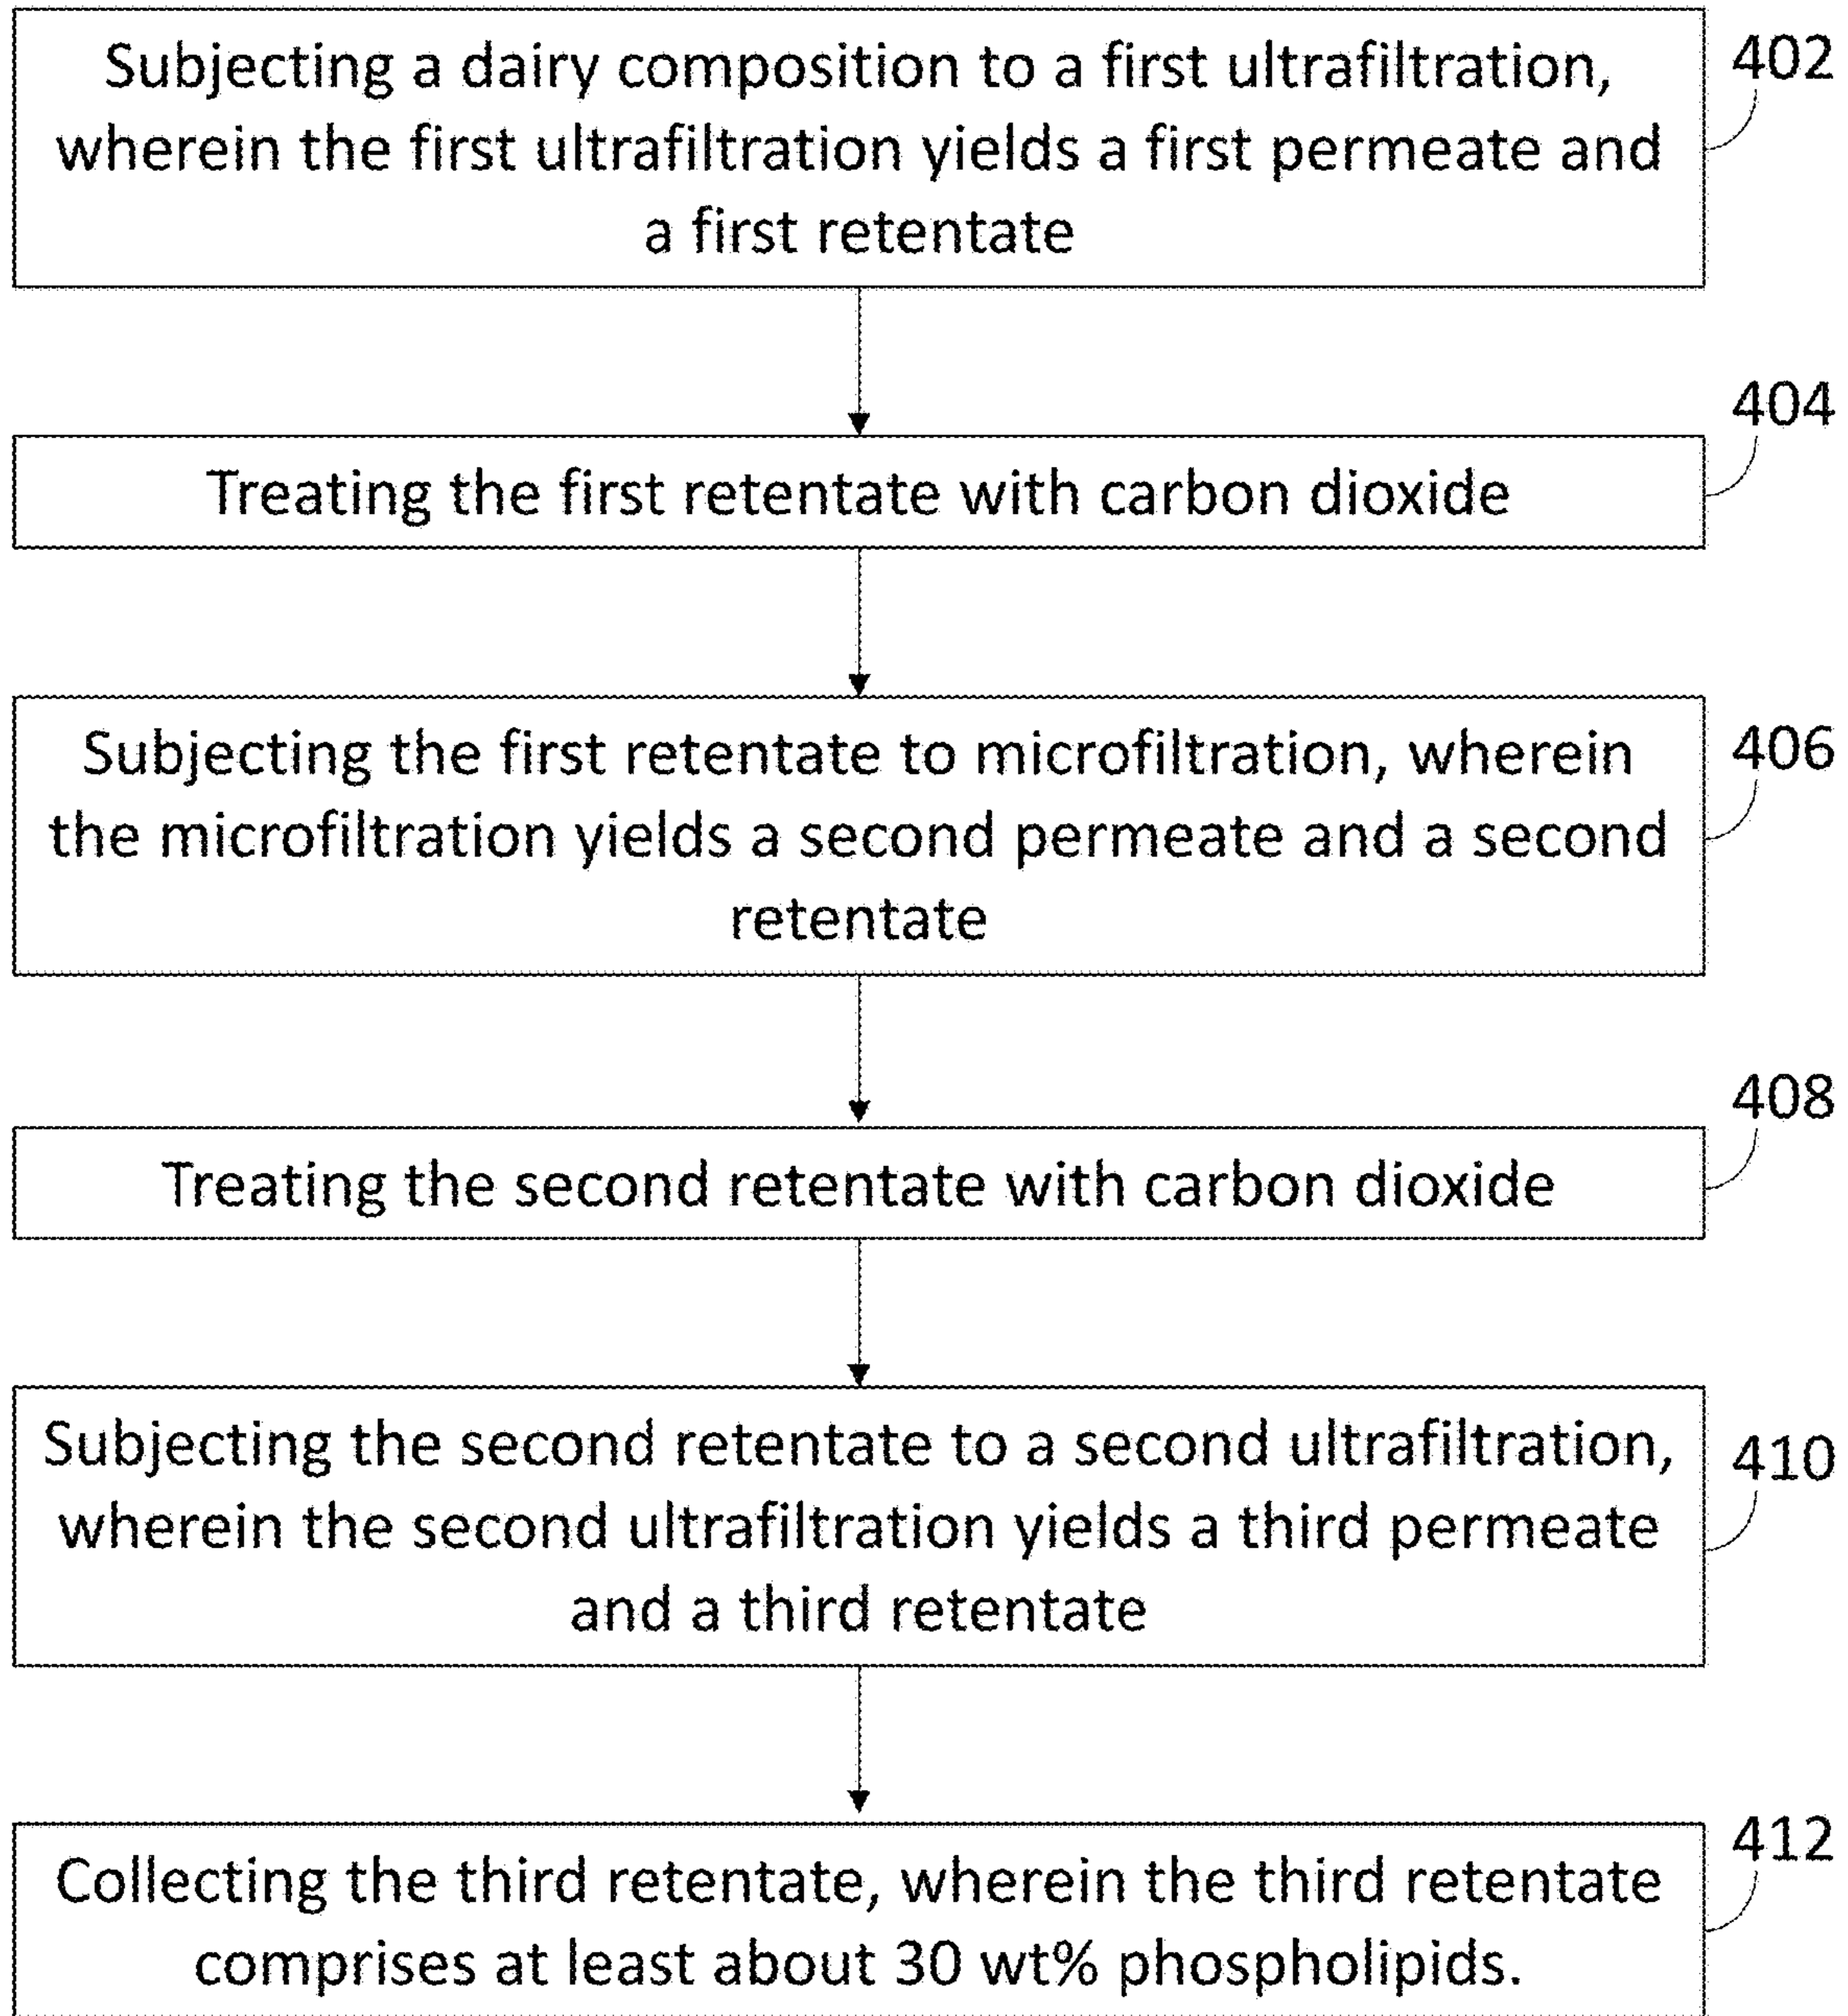 Subjecting a dairy composition to a first ultrafiltration,
wherein the first ultrafiltration yields a first permeate and
a first retentate
402
Treating the first retentate with carbon dioxide
404
Subjecting the first retentate to microfiltration, wherein
the microfiltration yields a second permeate and a second
retentate
406
Treating the second retentate with carbon dioxide
408
Subjecting the second retentate to a second ultrafiltration,
wherein the second ultrafiltration yields a third permeate
and a third retentate
410
Collecting the third retentate, wherein the third retentate
comprises at least about 30 wt% phospholipids.
412